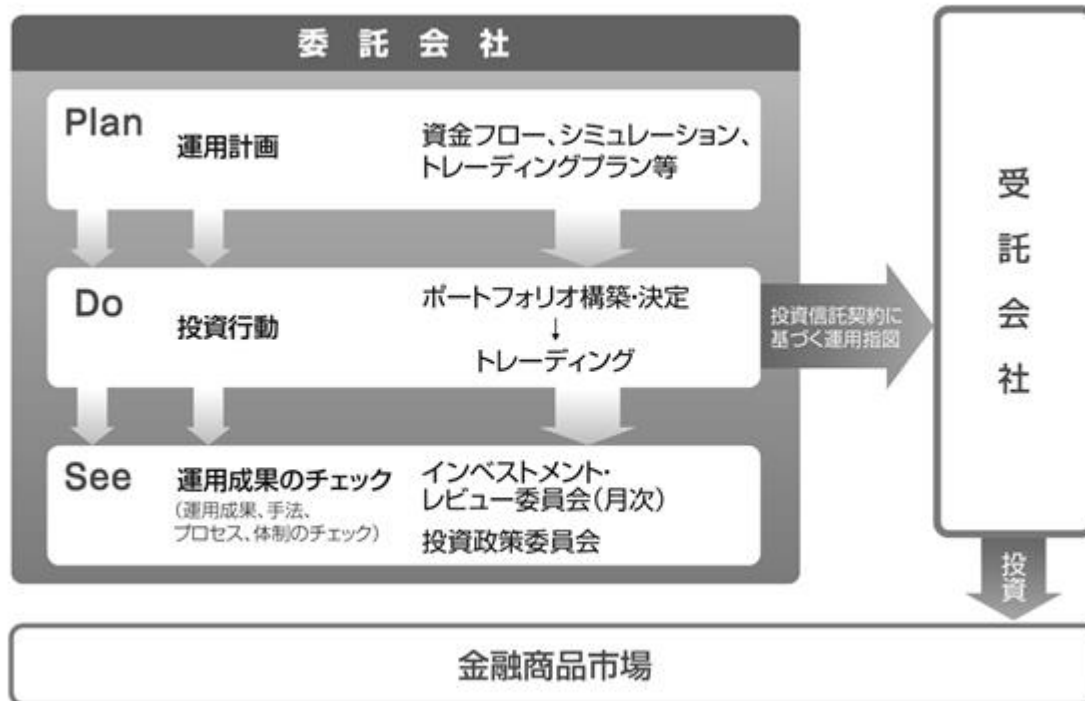 委託会社
Plan
運用計画
資金フロー、シミュレーション、
トレーディングプラン等
Do
投資行動
ポートフォリオ構築・決定
↓
トレーディング
投資信託契約に
基づく運用指図
See
運用成果のチェック
(運用成果、手法、
プロセス、体制のチェック)
インベストメント・
レビュー委員会(月次)
投資政策委員会
受託会社
投資
金融商品市場